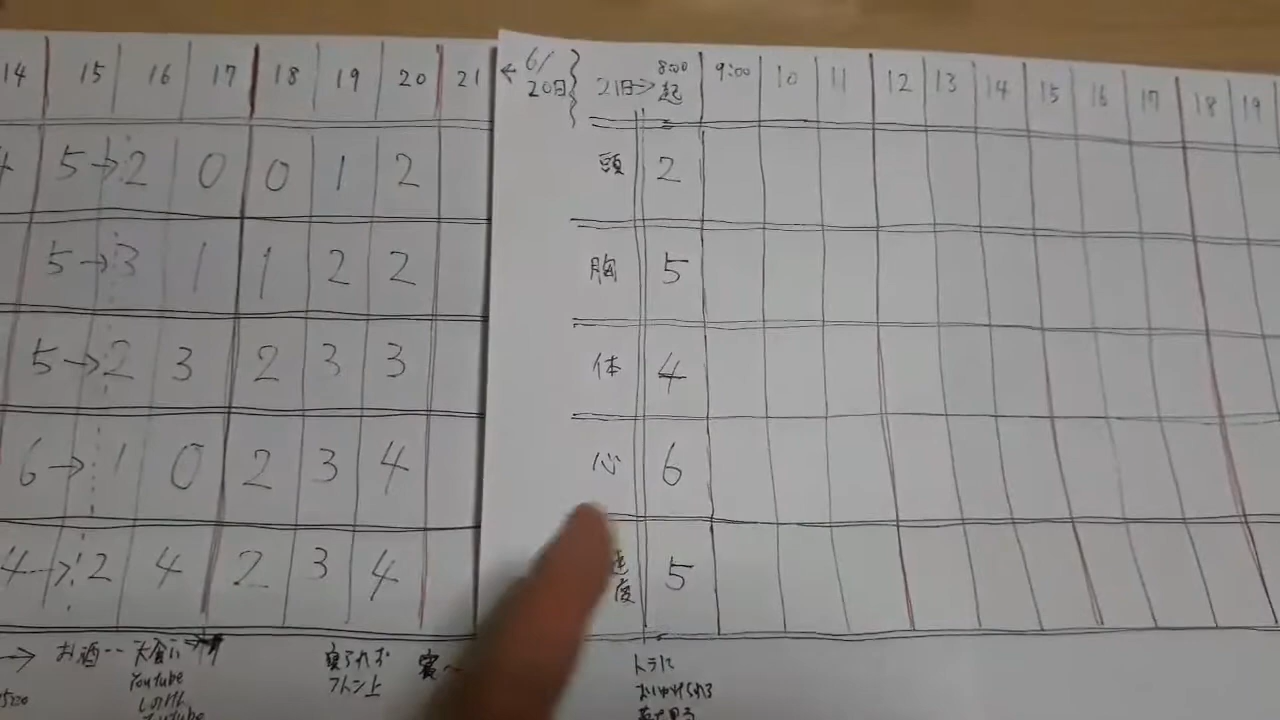 14 15 16 17 18 19 20 21
5→2 0 0 1 2
5→3 1 1 2 2
5→2 3 2 3 3
6→1 0 2 3 4
4→2 4 2 3 4
→ お酒‥ 大食い→
15:00 Youtube
Youtube
寝られず
フトン上
←6/
20日
21日→ 8:00 起 9:00 10 11 12 13 14 15 16 17 18 19
頭 2
胸 5
体 4
心 6
速度 5
トラに